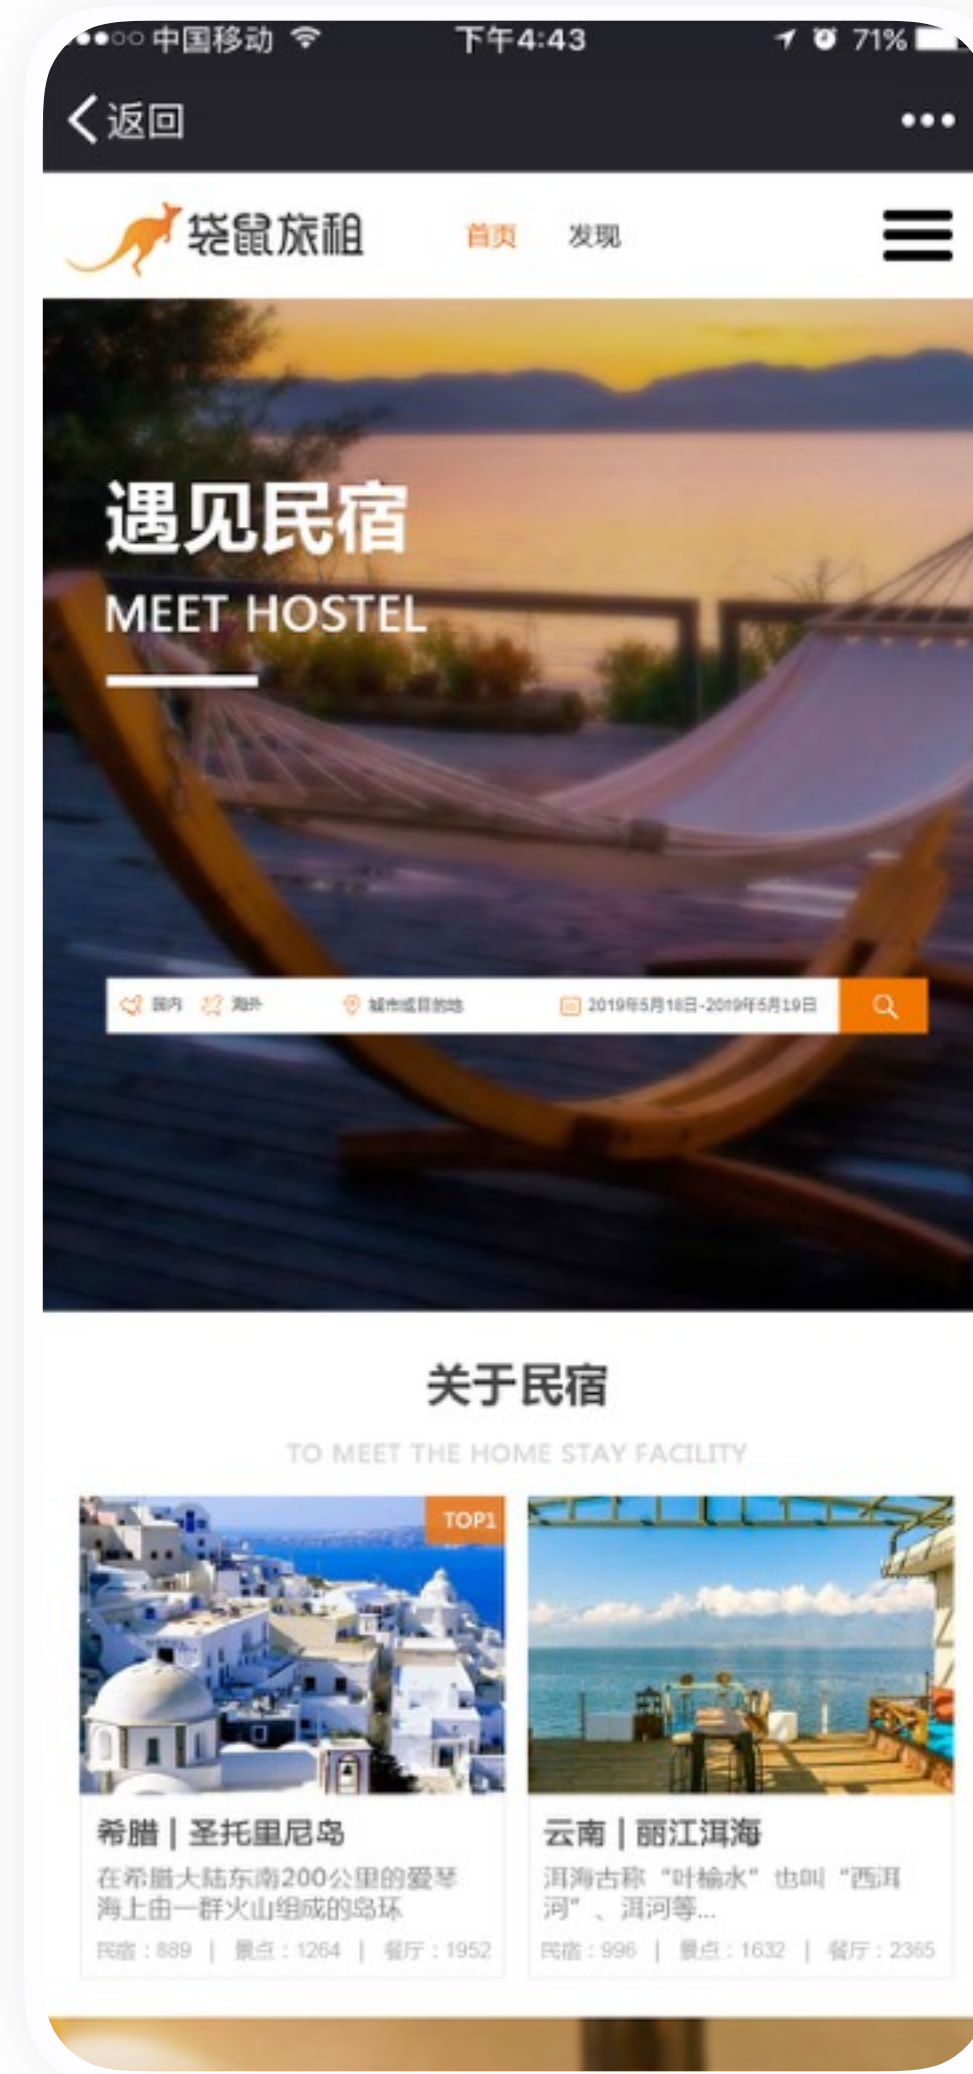 中国移动 下午4:43 71%
返回
袋鼠旅租 首页 发现
遇见民宿
MEET HOSTEL
国内 海外 城市或目的地 2019年5月18日-2019年5月19日
关于民宿
TO MEET THE HOME STAY FACILITY
TOP1
希腊 | 圣托里尼岛
在希腊大陆东南200公里的爱琴
海上由一群火山组成的岛环
民宿：889 | 景点：1264 | 餐厅：1952
云南 | 丽江洱海
洱海古称“叶榆水”也叫“西洱
河”、洱河等...
民宿：996 | 景点：1632 | 餐厅：2365